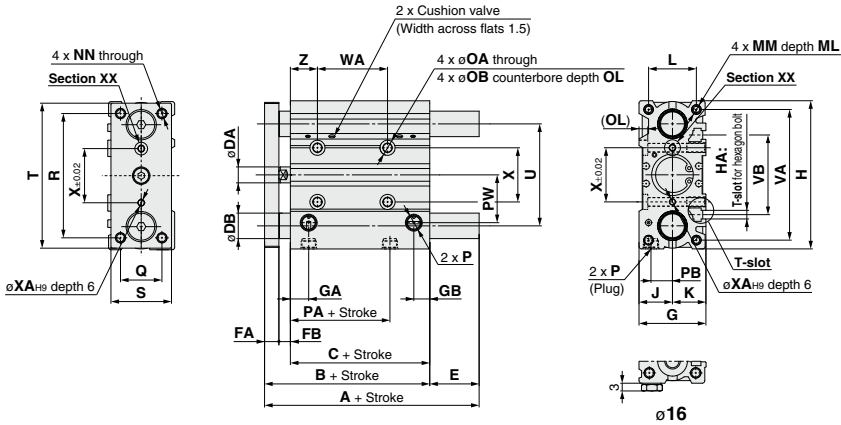 4 x NN through
Section XX
T
R
X±0.02
Q
S
øXAH9 depth 6
2 x Cushion valve
(Width across flats 1.5)
Z
WA
4 x øOA through
4 x øOB counterbore depth OL
øDA
øDB
PW
X
U
2 x P
GA
GB
PA + Stroke
FA
FB
C + Stroke
B + Stroke
E
A + Stroke
L
4 x MM depth ML
Section XX
(OL)
X±0.02
HA:
T-slot for hexagon bolt
VB
VA
H
T-slot
2 x P
(Plug)
PB
J
K
G
øXAH9 depth 6
3
ø16